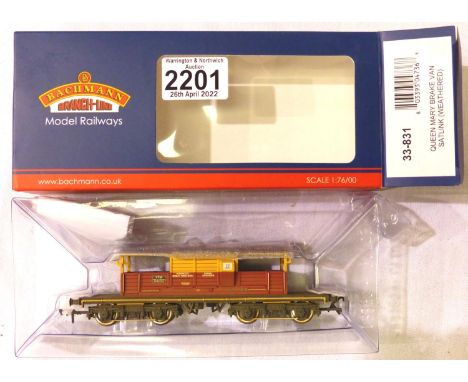 Warrington & Northwich
Auction
2201
26th April 2022
BACHMANN
BRANCH-LINE
Model Railways
www.bachmann.co.uk
SCALE 1:76/00
33-831
QUEEN MARY BRAKE VAN
SATLINK (WEATHERED)